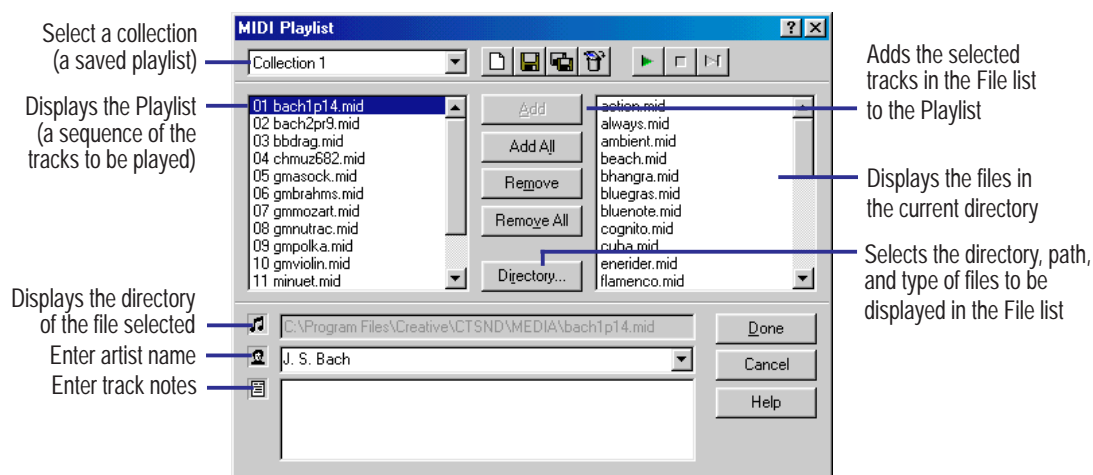 Select a collection
(a saved playlist)
Displays the Playlist
(a sequence of the
tracks to be played)
Displays the directory
of the file selected
Enter artist name
Enter track notes
MIDI Playlist
Collection 1
01 bach1p14.mid
02 bach2pr9.mid
03 bbdrag.mid
04 chmuz682.mid
05 gmasock.mid
06 gmbrahms.mid
07 gmmozart.mid
08 gmnutrac.mid
09 gmpolka.mid
10 gmviolin.mid
11 minuet.mid
Add
Add All
Remove
Remove All
Directory...
action.mid
always.mid
ambient.mid
beach.mid
bhangra.mid
bluegras.mid
bluenote.mid
cognito.mid
cuba.mid
enerider.mid
flamenco.mid
C:\Program Files\Creative\CTSND\MEDIA\bach1p14.mid
J. S. Bach
Done
Cancel
Help
Adds the selected
tracks in the File list
to the Playlist
Displays the files in
the current directory
Selects the directory, path,
and type of files to be
displayed in the File list